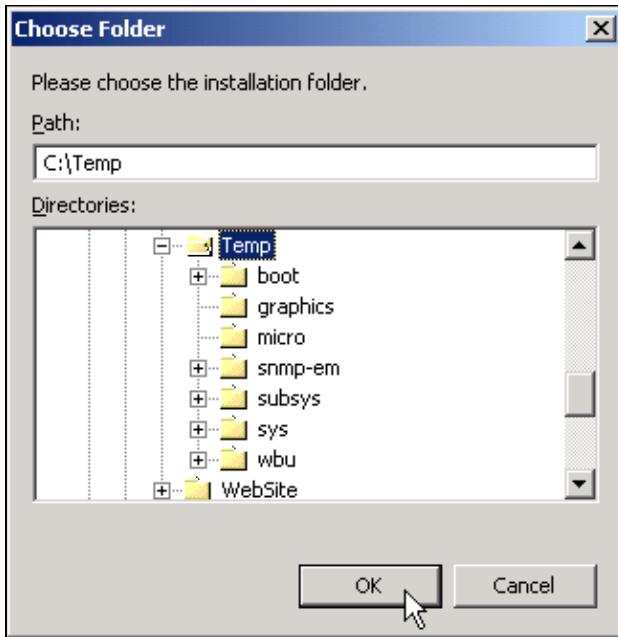 Choose Folder
Please choose the installation folder.
Path:
C:\Temp
Directories:
Temp
boot
graphics
micro
snmp-em
subsys
sys
wbu
WebSite
OK
Cancel